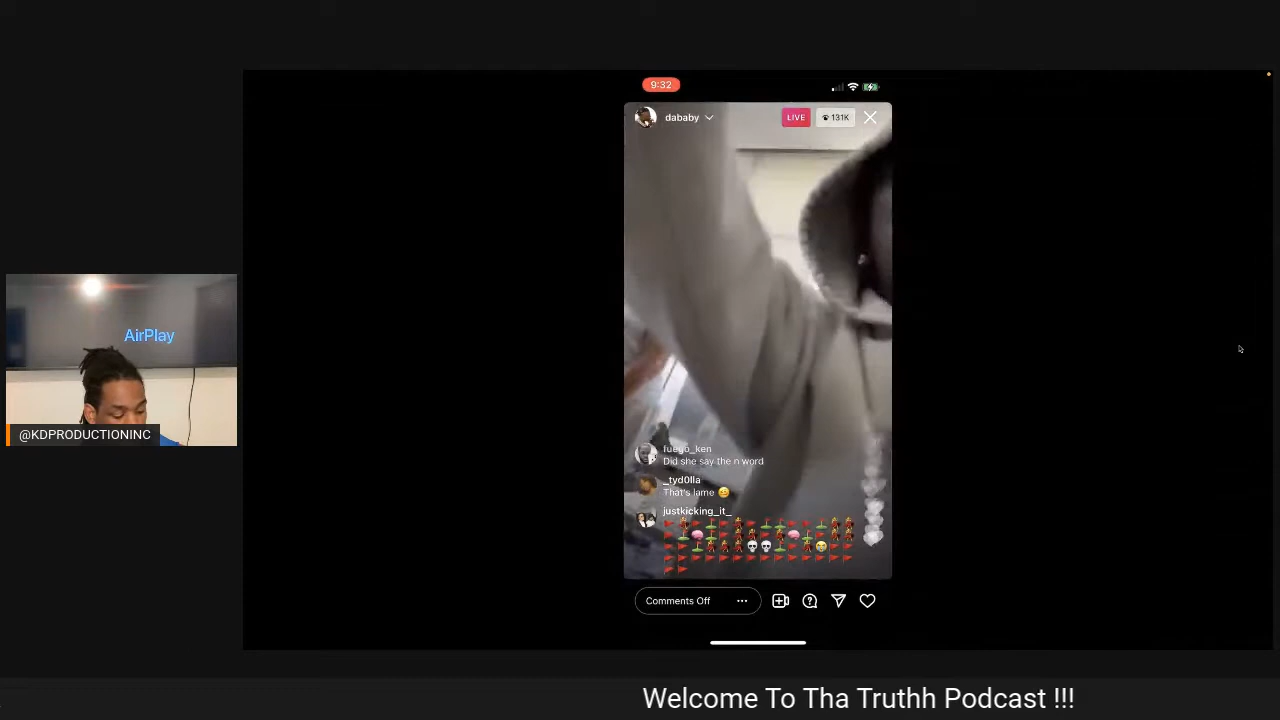 9:32
dababy
LIVE
131K
AirPlay
@KDPRODUCTIONINC
fuego_ken
Did she say the n word
_tyd0lla
That's lame
justkicking_it_
Comments Off
Welcome To Tha Truthh Podcast !!!